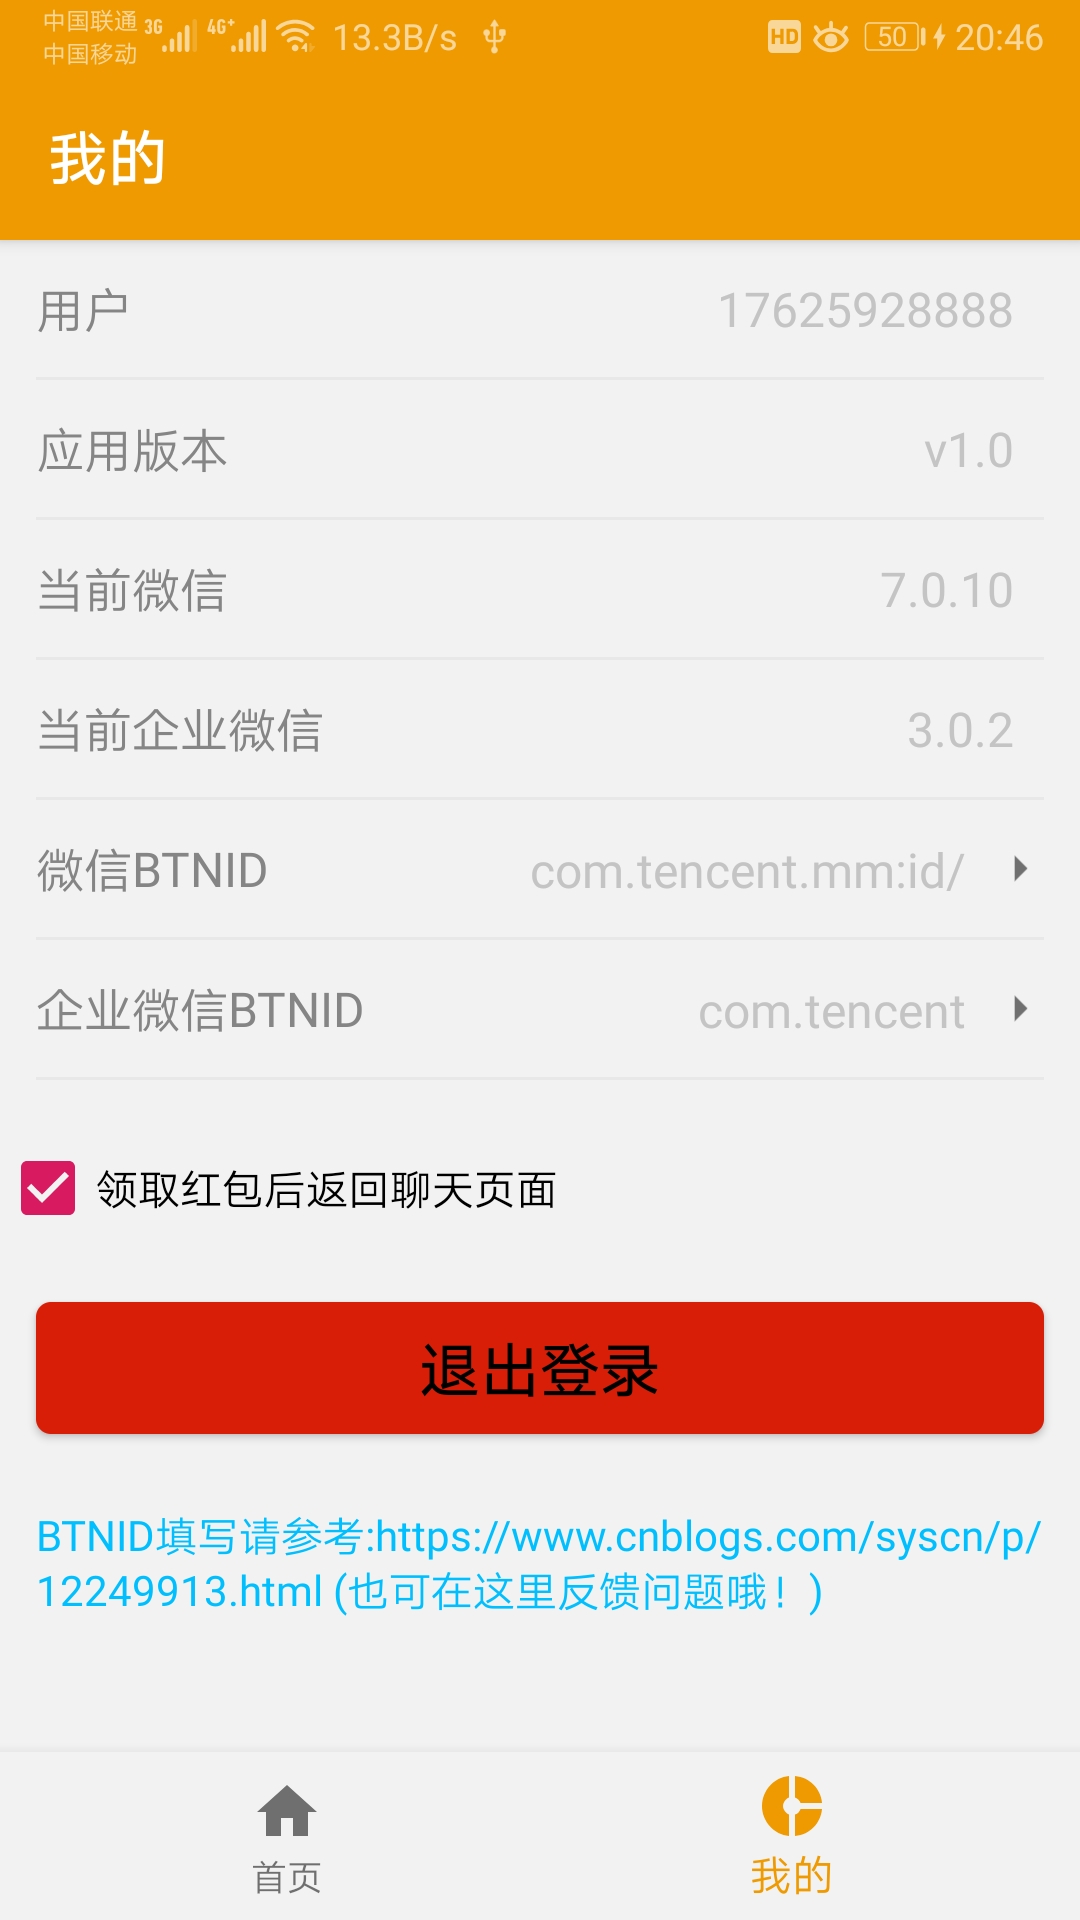 中国联通 3G 4G+ 13.3B/s HD 50 20:46
中国移动
我的
用户 17625928888
应用版本 v1.0
当前微信 7.0.10
当前企业微信 3.0.2
微信BTNID com.tencent.mm:id/
企业微信BTNID com.tencent
领取红包后返回聊天页面
退出登录
BTNID填写请参考:https://www.cnblogs.com/syscn/p/
12249913.html (也可在这里反馈问题哦！)
首页 我的